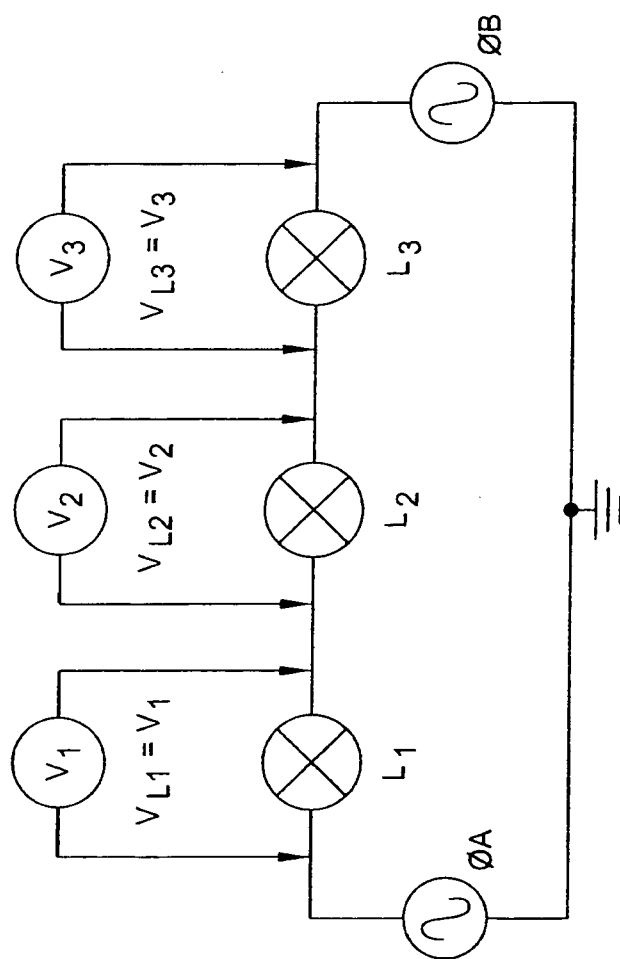 V1
V2
V3
VL1 = V1
VL2 = V2
VL3 = V3
L1
L2
L3
ØA
ØB